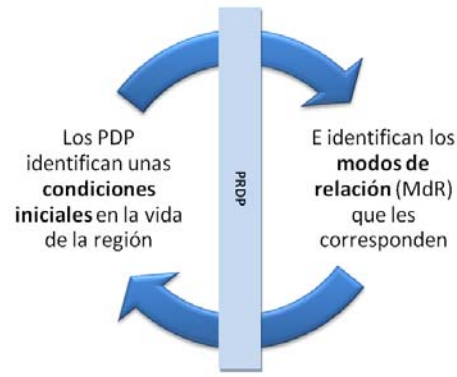 Los PDP
identifican unas
condiciones
iniciales en la vida
de la región
PRDP
E identifican los
modos de
relación (MdR)
que les
corresponden